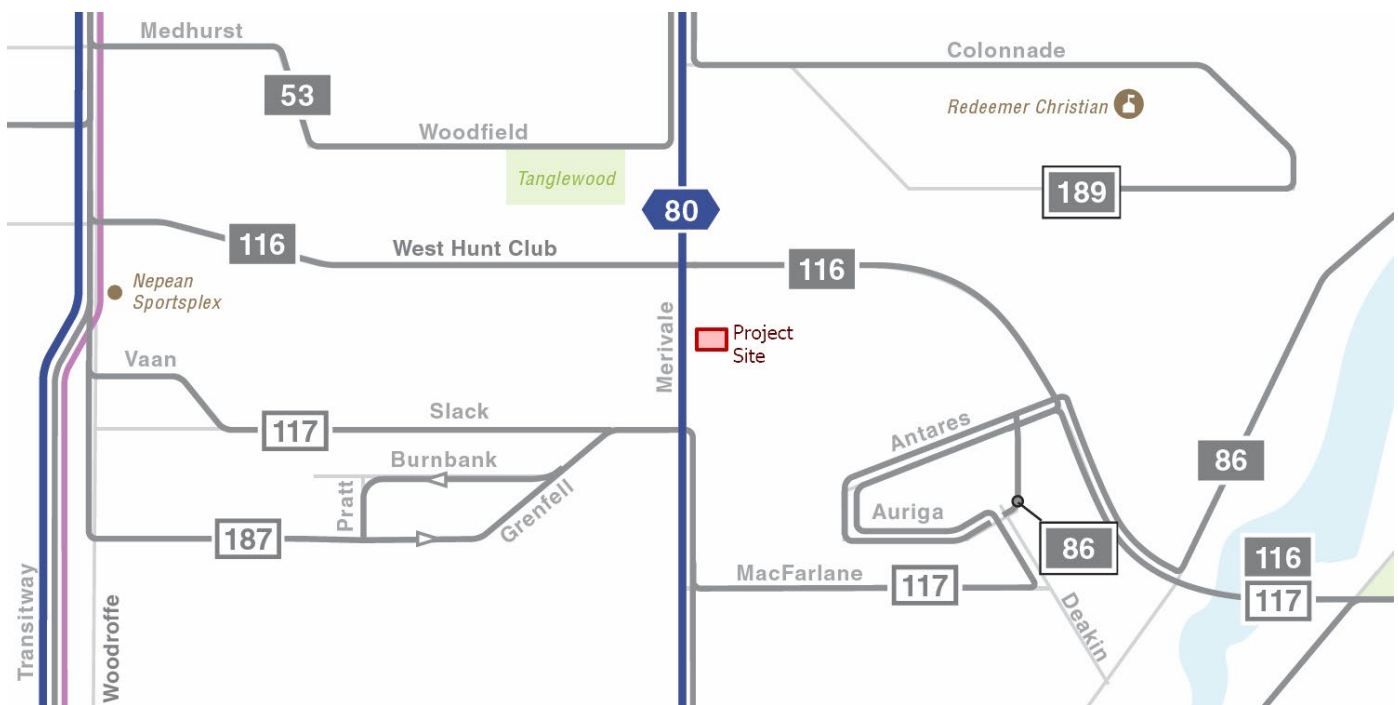 Medhurst
Colonnade
53
Redeemer Christian
Woodfield
Tanglewood
189
80
116
West Hunt Club
116
Nepean
Sportsplex
Merivale
Project
Site
Vaan
Slack
117
Antares
Burnbank
86
Pratt
Grenfell
Auriga
187
86
116
MacFarlane
117
117
Deakin
Transitway
Woodroffe